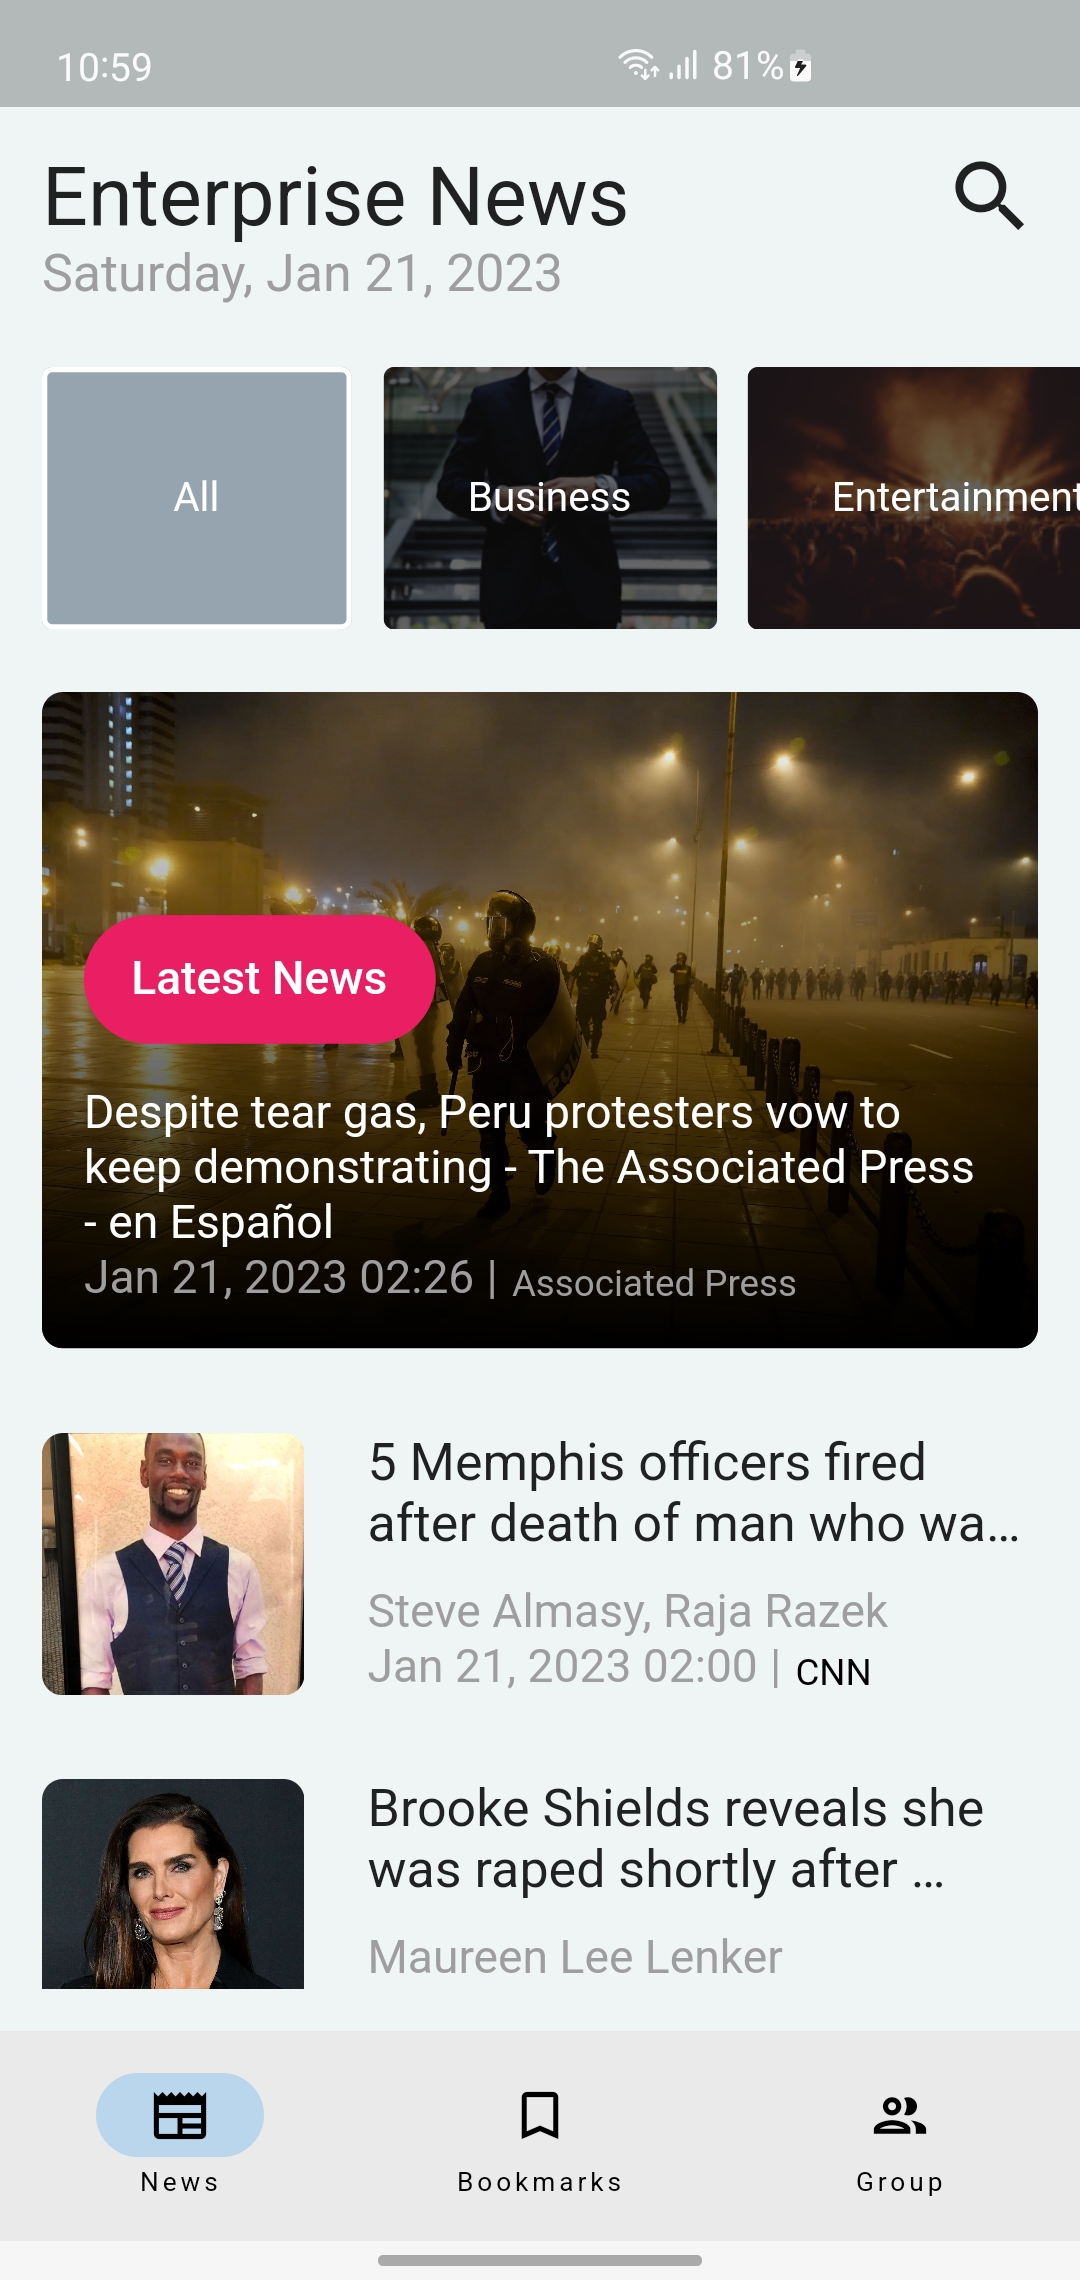 10:59
81%
Enterprise News
Saturday, Jan 21, 2023
All
Business
Entertainment
Latest News
Despite tear gas, Peru protesters vow to
keep demonstrating - The Associated Press
- en Español
Jan 21, 2023 02:26 | Associated Press
5 Memphis officers fired
after death of man who wa...
Steve Almasy, Raja Razek
Jan 21, 2023 02:00 | CNN
Brooke Shields reveals she
was raped shortly after ...
Maureen Lee Lenker
News
Bookmarks
Group